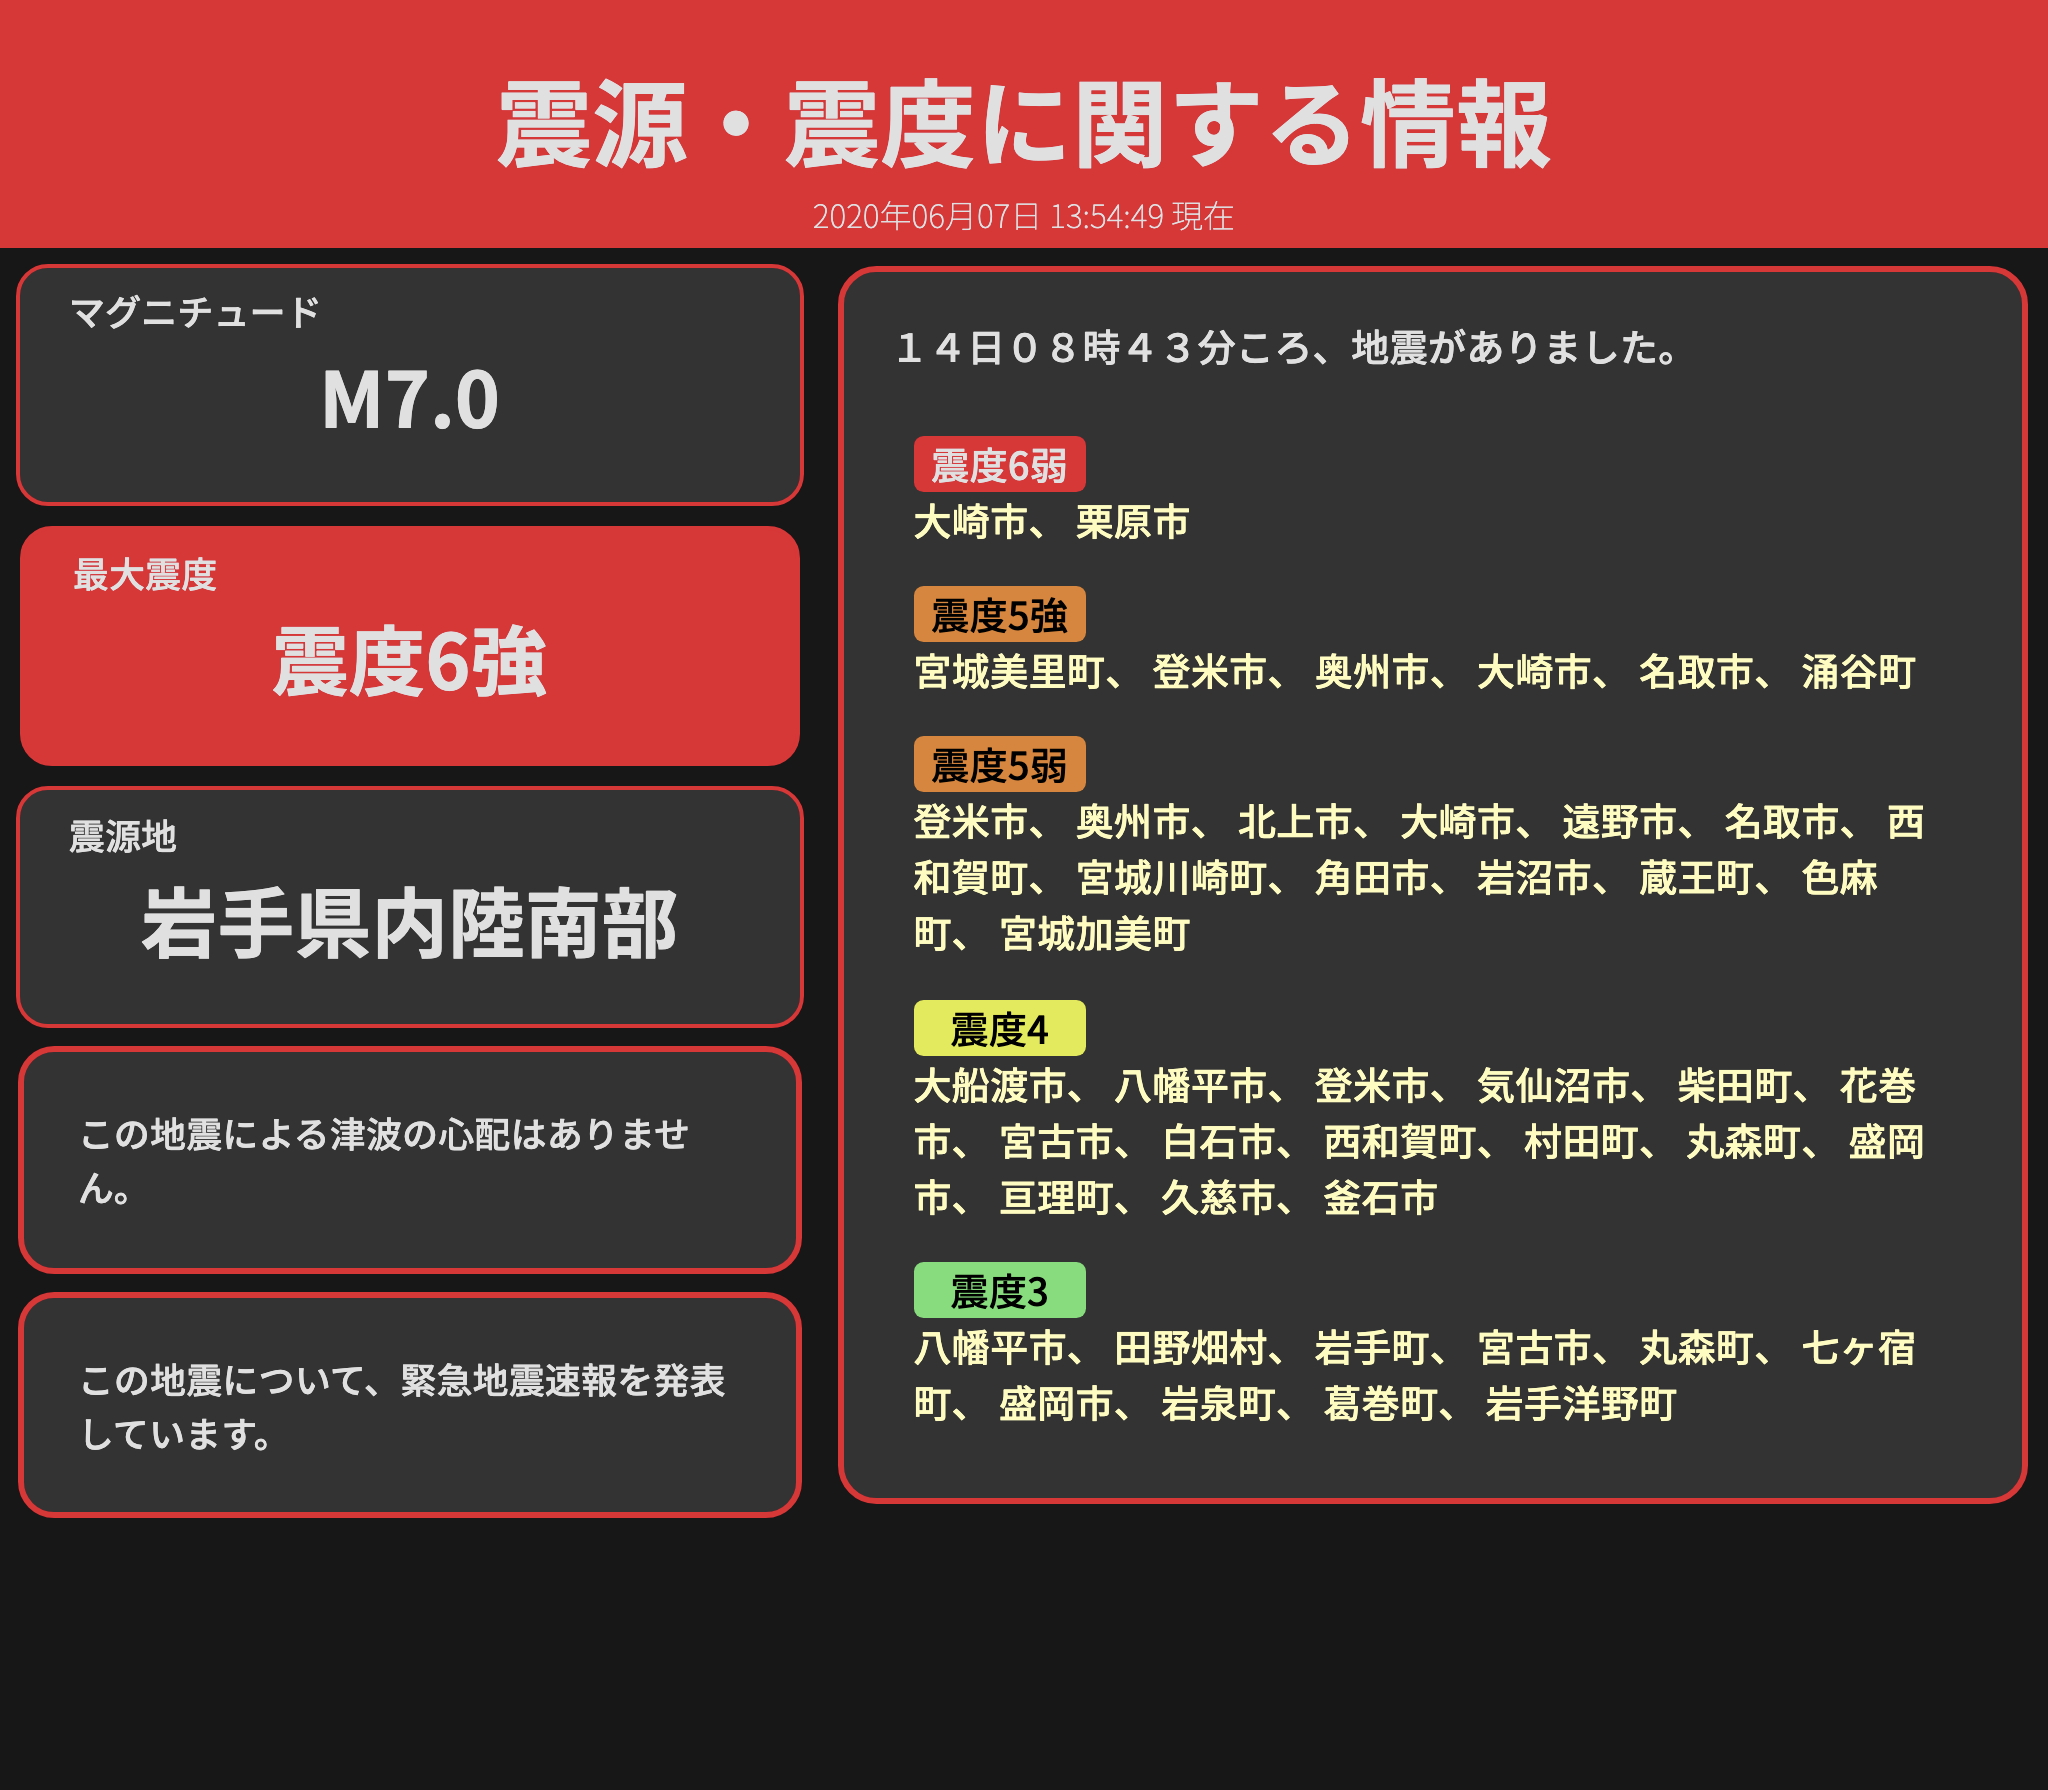 震源・震度に関する情報
2020年06月07日 13:54:49 現在
マグニチュード
M7.0
最大震度
震度6強
震源地
岩手県内陸南部
この地震による津波の心配はありませ
ん。
この地震について、緊急地震速報を発表
しています。
１４日０８時４３分ころ、地震がありました。
震度6弱
大崎市、 栗原市
震度5強
宮城美里町、 登米市、 奥州市、 大崎市、 名取市、 涌谷町
震度5弱
登米市、 奥州市、 北上市、 大崎市、 遠野市、 名取市、 西
和賀町、 宮城川崎町、 角田市、 岩沼市、 蔵王町、 色麻
町、 宮城加美町
震度4
大船渡市、 八幡平市、 登米市、 気仙沼市、 柴田町、 花巻
市、 宮古市、 白石市、 西和賀町、 村田町、 丸森町、 盛岡
市、 亘理町、 久慈市、 釜石市
震度3
八幡平市、 田野畑村、 岩手町、 宮古市、 丸森町、 七ヶ宿
町、 盛岡市、 岩泉町、 葛巻町、 岩手洋野町